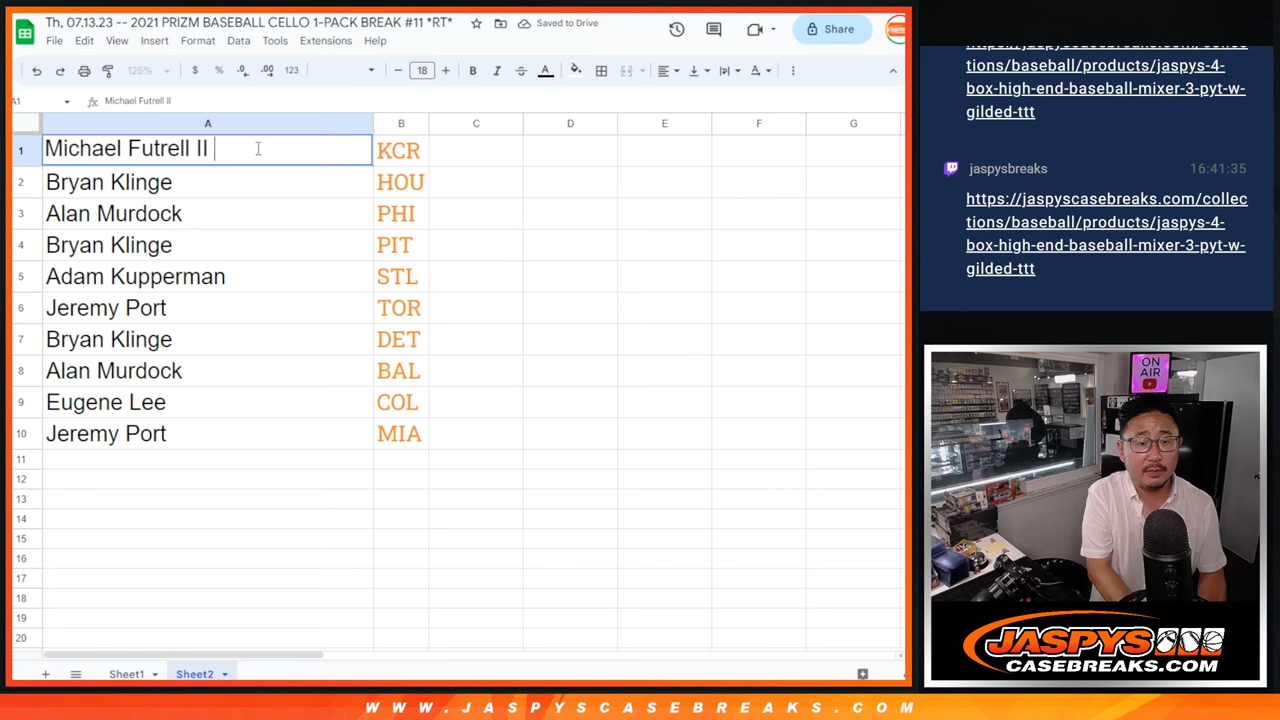 Th, 07.13.23 -- 2021 PRIZM BASEBALL CELLO 1-PACK BREAK #11 *RT*
Saved to Drive
Share
File Edit View Insert Format Data Tools Extensions Help
125% $ % .0 .00 123 18 B I A
A1 fx Michael Futrell II
A B C D E F G
1 Michael Futrell II KCR
2 Bryan Klinge HOU
3 Alan Murdock PHI
4 Bryan Klinge PIT
5 Adam Kupperman STL
6 Jeremy Port TOR
7 Bryan Klinge DET
8 Alan Murdock BAL
9 Eugene Lee COL
10 Jeremy Port MIA
11
12
13
14
15
16
17
18
19
20
Sheet1 Sheet2
https://jaspyscasebreaks.com/collec
tions/baseball/products/jaspys-4-
box-high-end-baseball-mixer-3-pyt-w-
gilded-ttt
jaspysbreaks 16:41:35
https://jaspyscasebreaks.com/collec
tions/baseball/products/jaspys-4-
box-high-end-baseball-mixer-3-pyt-w-
gilded-ttt
ON
AIR
JASPYS
CASEBREAKS.COM
WWW.JASPYSCASEBREAKS.COM